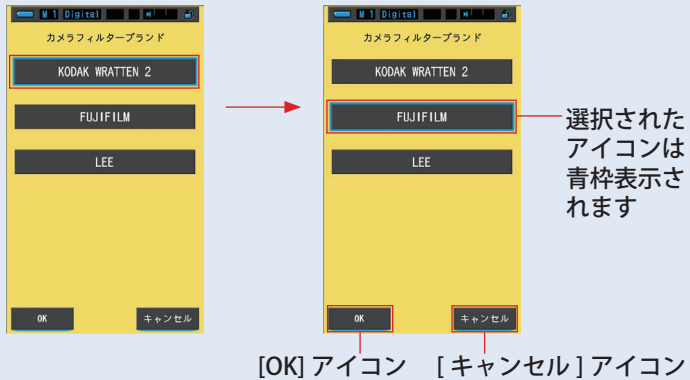 M 1 Digital
カメラフィルターブランド
KODAK WRATTEN 2
FUJIFILM
LEE
OK
キャンセル
M 1 Digital
カメラフィルターブランド
KODAK WRATTEN 2
FUJIFILM
LEE
OK
キャンセル
選択された
アイコンは
青枠表示さ
れます
[OK] アイコン
[ キャンセル ] アイコン